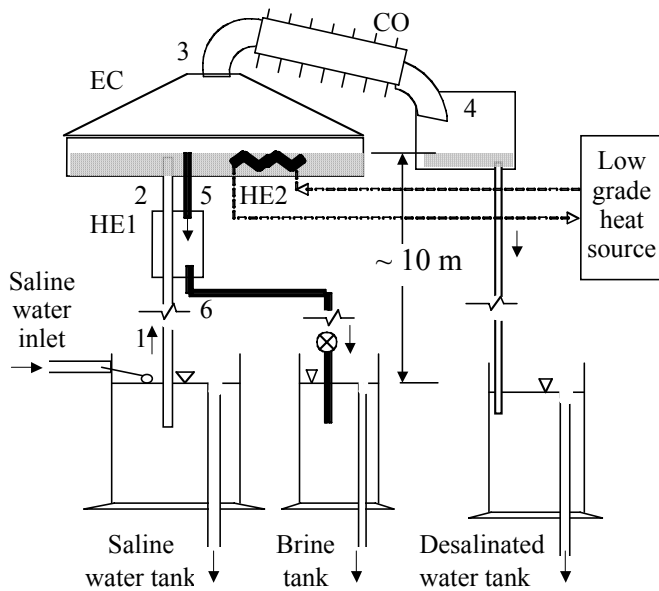 CO
3
EC
4
2
5
HE2
HE1
Low
grade
heat
source
~ 10 m
Saline
water
inlet
6
1
Saline
water tank
Brine
tank
Desalinated
water tank